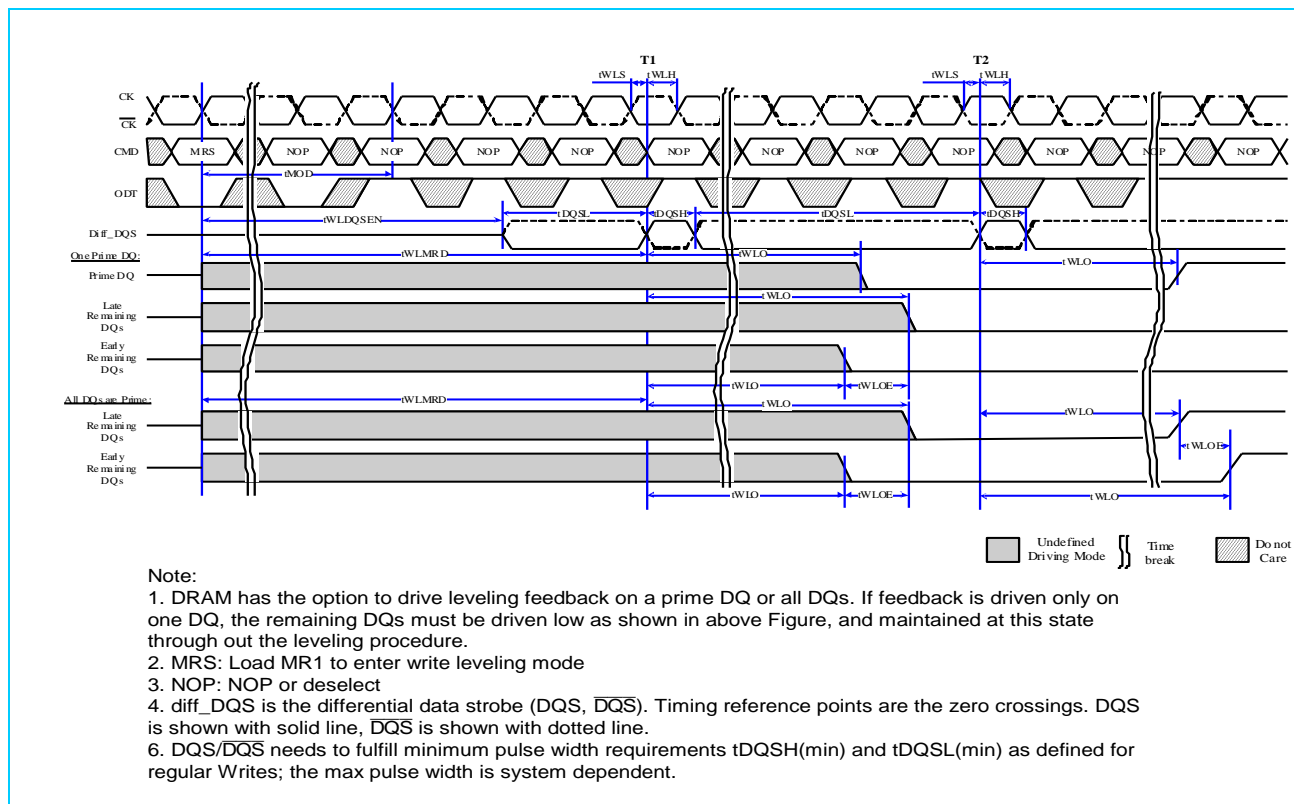 T1 T2
tWLS tWLH tWLS tWLH
CK
CK
CMD MRS NOP NOP NOP NOP NOP NOP NOP NOP NOP NOP NOP
tMOD
ODT
tWLDQSEN tDQSL tDQSH tDQSL tDQSH
Diff_DQS
One Prime DQ: tWLMRD tWLO tWLO
Prime DQ
tWLO
Late
Remaining
DQs
Early
Remaining
DQs
tWLO tWLOE
All DQs are Prime: tWLMRD tWLO
Late
Remaining
DQs
tWLO
tWLOE
Early
Remaining
DQs
tWLO tWLOE tWLO
Undefined
Driving Mode
Time
break
Do not
Care
Note:
1. DRAM has the option to drive leveling feedback on a prime DQ or all DQs. If feedback is driven only on
one DQ, the remaining DQs must be driven low as shown in above Figure, and maintained at this state
through out the leveling procedure.
2. MRS: Load MR1 to enter write leveling mode
3. NOP: NOP or deselect
4. diff_DQS is the differential data strobe (DQS, DQS). Timing reference points are the zero crossings. DQS
is shown with solid line, DQS is shown with dotted line.
6. DQS/DQS needs to fulfill minimum pulse width requirements tDQSH(min) and tDQSL(min) as defined for
regular Writes; the max pulse width is system dependent.